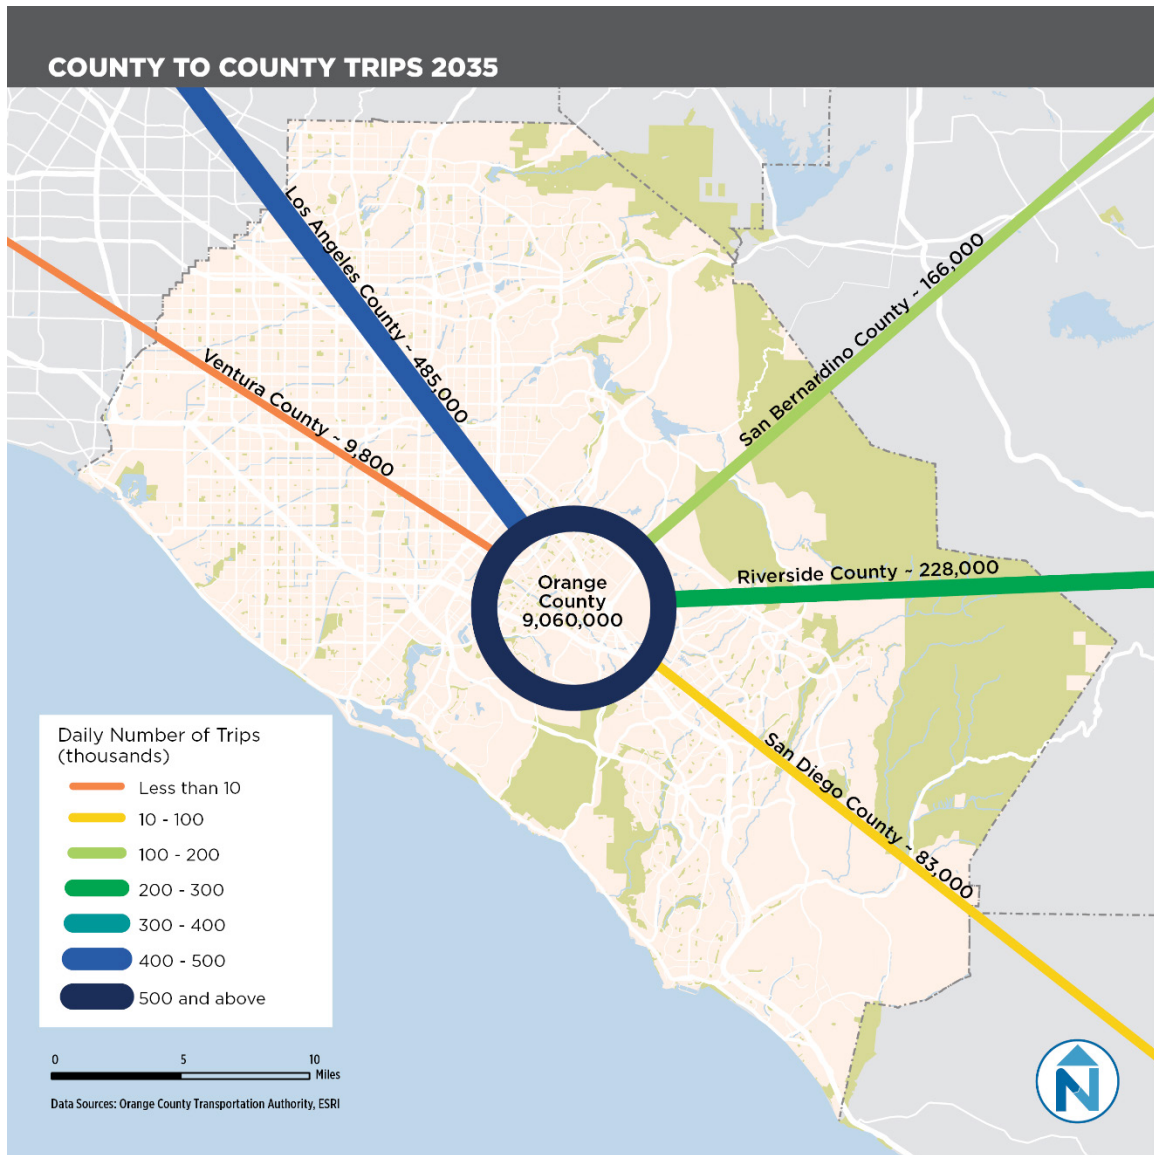 COUNTY TO COUNTY TRIPS 2035
Los Angeles County ~ 485,000
San Bernardino County ~ 166,000
Ventura County ~ 9,800
Orange
County
9,060,000
Riverside County ~ 228,000
San Diego County ~ 83,000
Daily Number of Trips
(thousands)
Less than 10
10 - 100
100 - 200
200 - 300
300 - 400
400 - 500
500 and above
0 5 10
Miles
Data Sources: Orange County Transportation Authority, ESRI
N